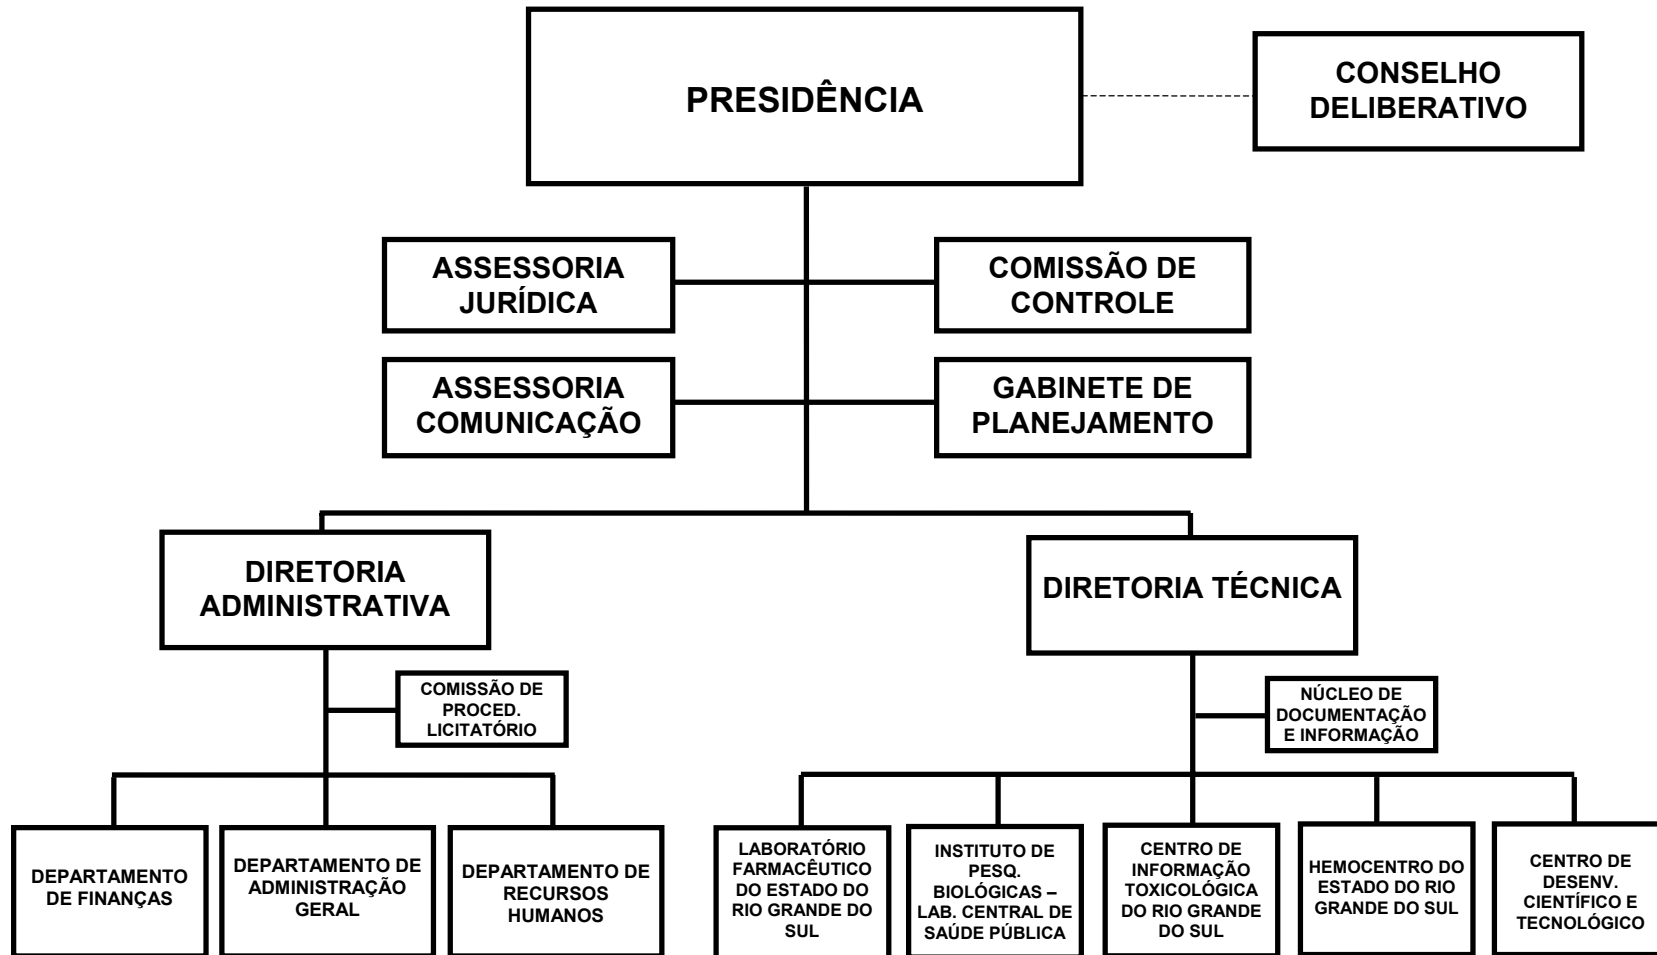 PRESIDÊNCIA
CONSELHO
DELIBERATIVO
ASSESSORIA
JURÍDICA
COMISSÃO DE
CONTROLE
ASSESSORIA
COMUNICAÇÃO
GABINETE DE
PLANEJAMENTO
DIRETORIA
ADMINISTRATIVA
DIRETORIA TÉCNICA
COMISSÃO DE
PROCED.
LICITATÓRIO
NÚCLEO DE
DOCUMENTAÇÃO
E INFORMAÇÃO
DEPARTAMENTO
DE FINANÇAS
DEPARTAMENTO DE
ADMINISTRAÇÃO
GERAL
DEPARTAMENTO DE
RECURSOS
HUMANOS
LABORATÓRIO
FARMACÊUTICO
DO ESTADO DO
RIO GRANDE DO
SUL
INSTITUTO DE
PESQ.
BIOLÓGICAS –
LAB. CENTRAL DE
SAÚDE PÚBLICA
CENTRO DE
INFORMAÇÃO
TOXICOLÓGICA
DO RIO GRANDE
DO SUL
HEMOCENTRO DO
ESTADO DO RIO
GRANDE DO SUL
CENTRO DE
DESENV.
CIENTÍFICO E
TECNOLÓGICO